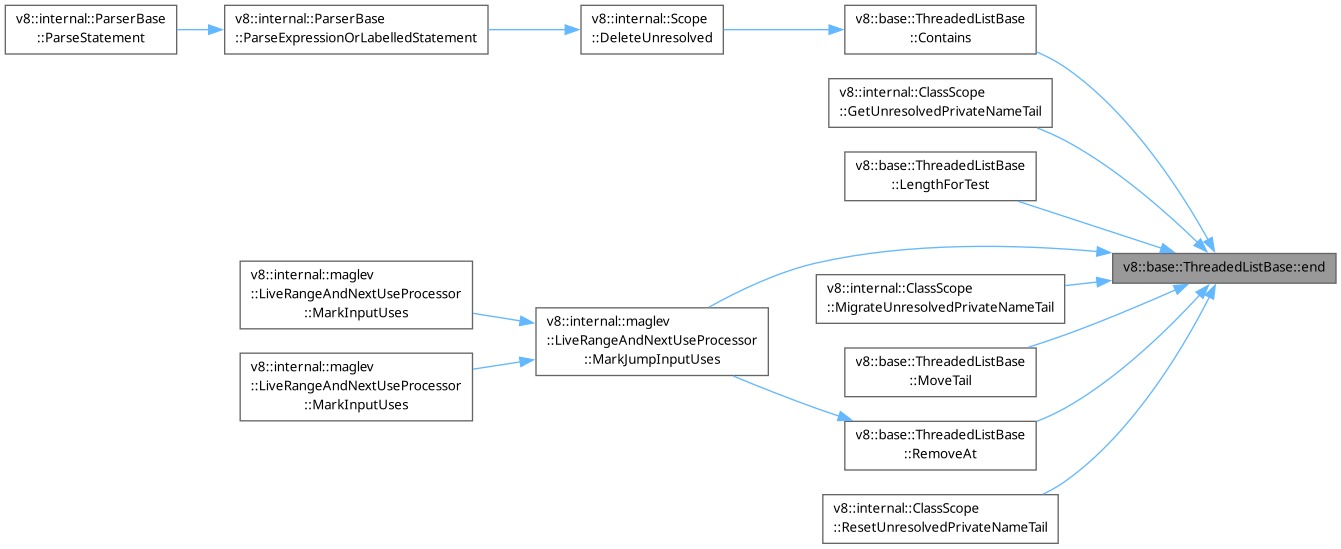 v8::internal::ParserBase
::ParseStatement
v8::internal::ParserBase
::ParseExpressionOrLabelledStatement
v8::internal::Scope
::DeleteUnresolved
v8::base::ThreadedListBase
::Contains
v8::internal::ClassScope
::GetUnresolvedPrivateNameTail
v8::base::ThreadedListBase
::LengthForTest
v8::base::ThreadedListBase::end
v8::internal::maglev
::LiveRangeAndNextUseProcessor
::MarkInputUses
v8::internal::ClassScope
::MigrateUnresolvedPrivateNameTail
v8::internal::maglev
::LiveRangeAndNextUseProcessor
::MarkJumpInputUses
v8::internal::maglev
::LiveRangeAndNextUseProcessor
::MarkInputUses
v8::base::ThreadedListBase
::MoveTail
v8::base::ThreadedListBase
::RemoveAt
v8::internal::ClassScope
::ResetUnresolvedPrivateNameTail